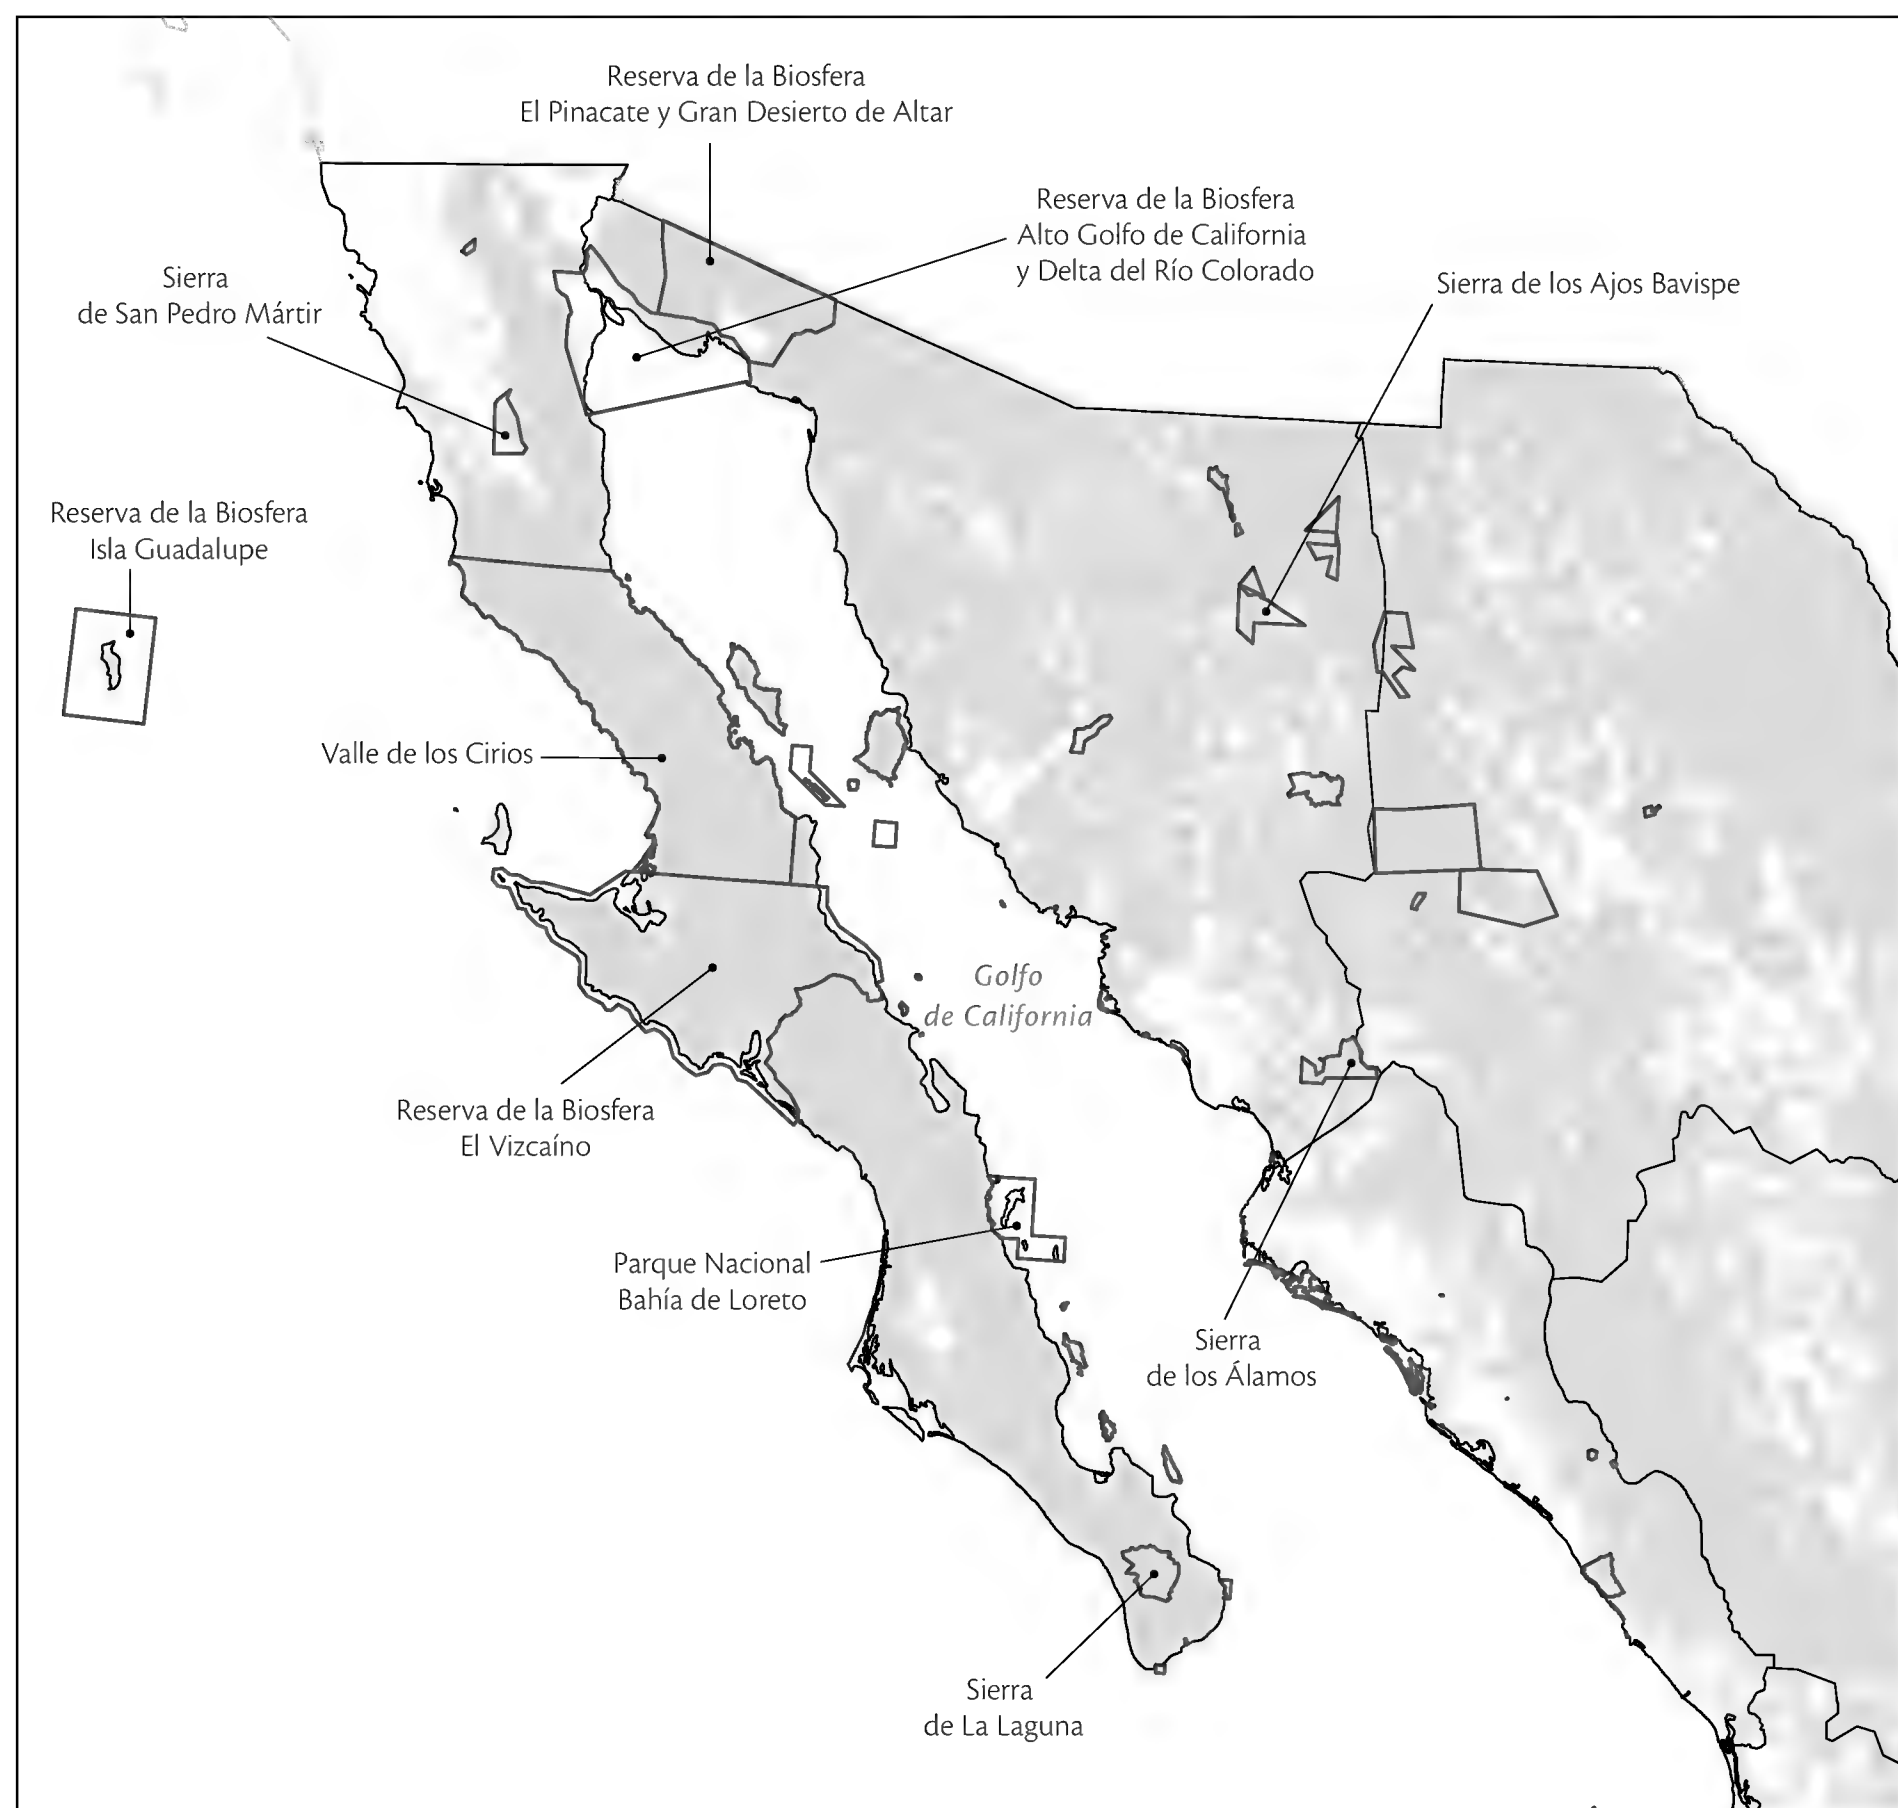 Reserva de la Biosfera
El Pinacate y Gran Desierto de Altar
Reserva de la Biosfera
Alto Golfo de California
y Delta del Río Colorado
Sierra
de San Pedro Mártir
Sierra de los Ajos Bavispe
Reserva de la Biosfera
Isla Guadalupe
Valle de los Cirios
Golfo
de California
Reserva de la Biosfera
El Vizcaíno
Parque Nacional
Bahía de Loreto
Sierra
de los Álamos
Sierra
de La Laguna